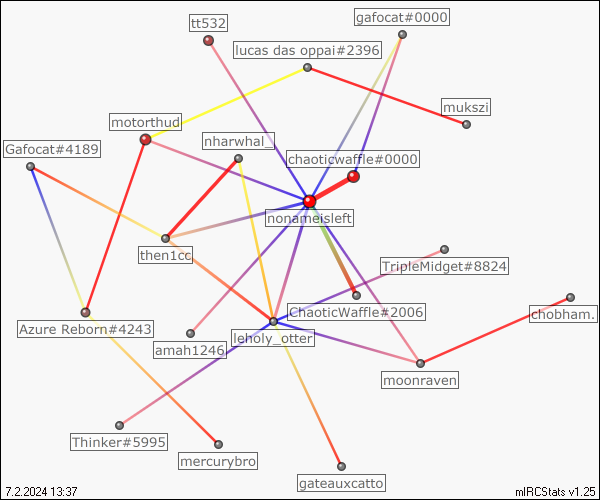 gafocat#0000
tt532
lucas das oppai#2396
mukszi
motorthud
nharwhal_
Gafocat#4189
chaoticwaffle#0000
nonameisleft
then1cc
TripleMidget#8824
ChaoticWaffle#2006
chobham.
Azure Reborn#4243
leholy_otter
amah1246
moonraven
Thinker#5995
mercurybro
gateauxcatto
7.2.2024 13:37
mIRCStats v1.25